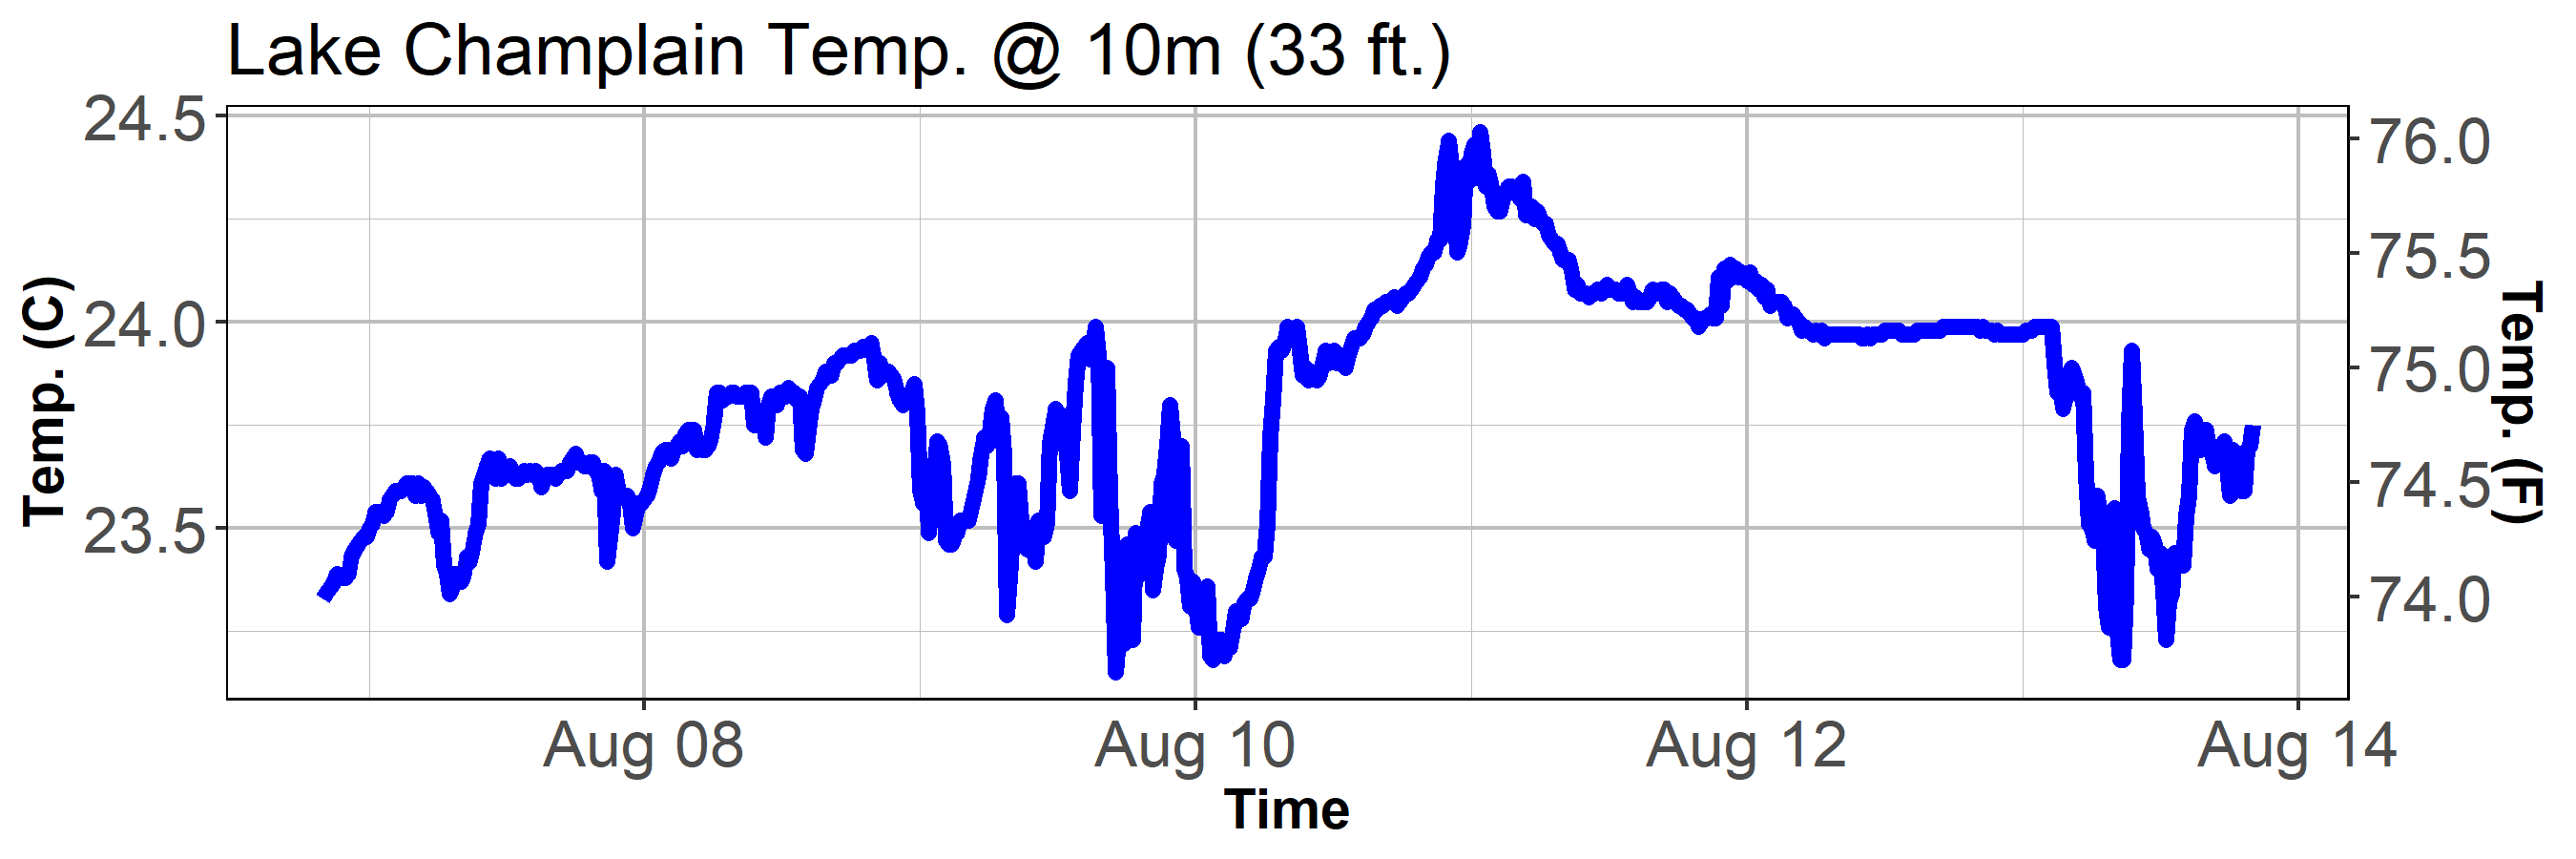 Lake Champlain Temp. @ 10m (33 ft.)
24.5
24.0
23.5
Temp. (C)
76.0
75.5
75.0
74.5
74.0
Temp. (F)
Aug 08
Aug 10
Aug 12
Aug 14
Time